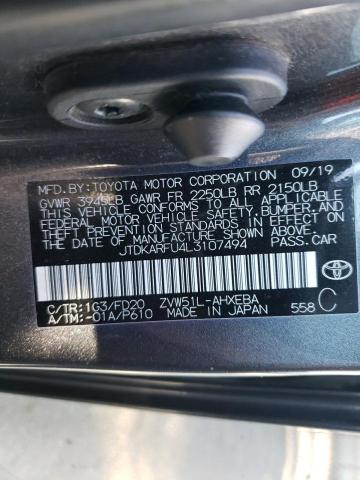 MFD.BY:TOYOTA MOTOR CORPORATION 09/19
GVWR 3945LB GAWR FR 2250LB RR 2150LB
THIS VEHICLE CONFORMS TO ALL APPLICABLE
FEDERAL MOTOR VEHICLE SAFETY, BUMPER, AND
THEFT PREVENTION STANDARDS IN EFFECT ON
THE DATE OF MANUFACTURE SHOWN ABOVE.
JTDKARFU4L3107494 PASS.CAR
C/TR:1G3/FD20 ZVW51L-AHXEBA
A/TM:-01A/P610 MADE IN JAPAN 558 C
TOYOTA